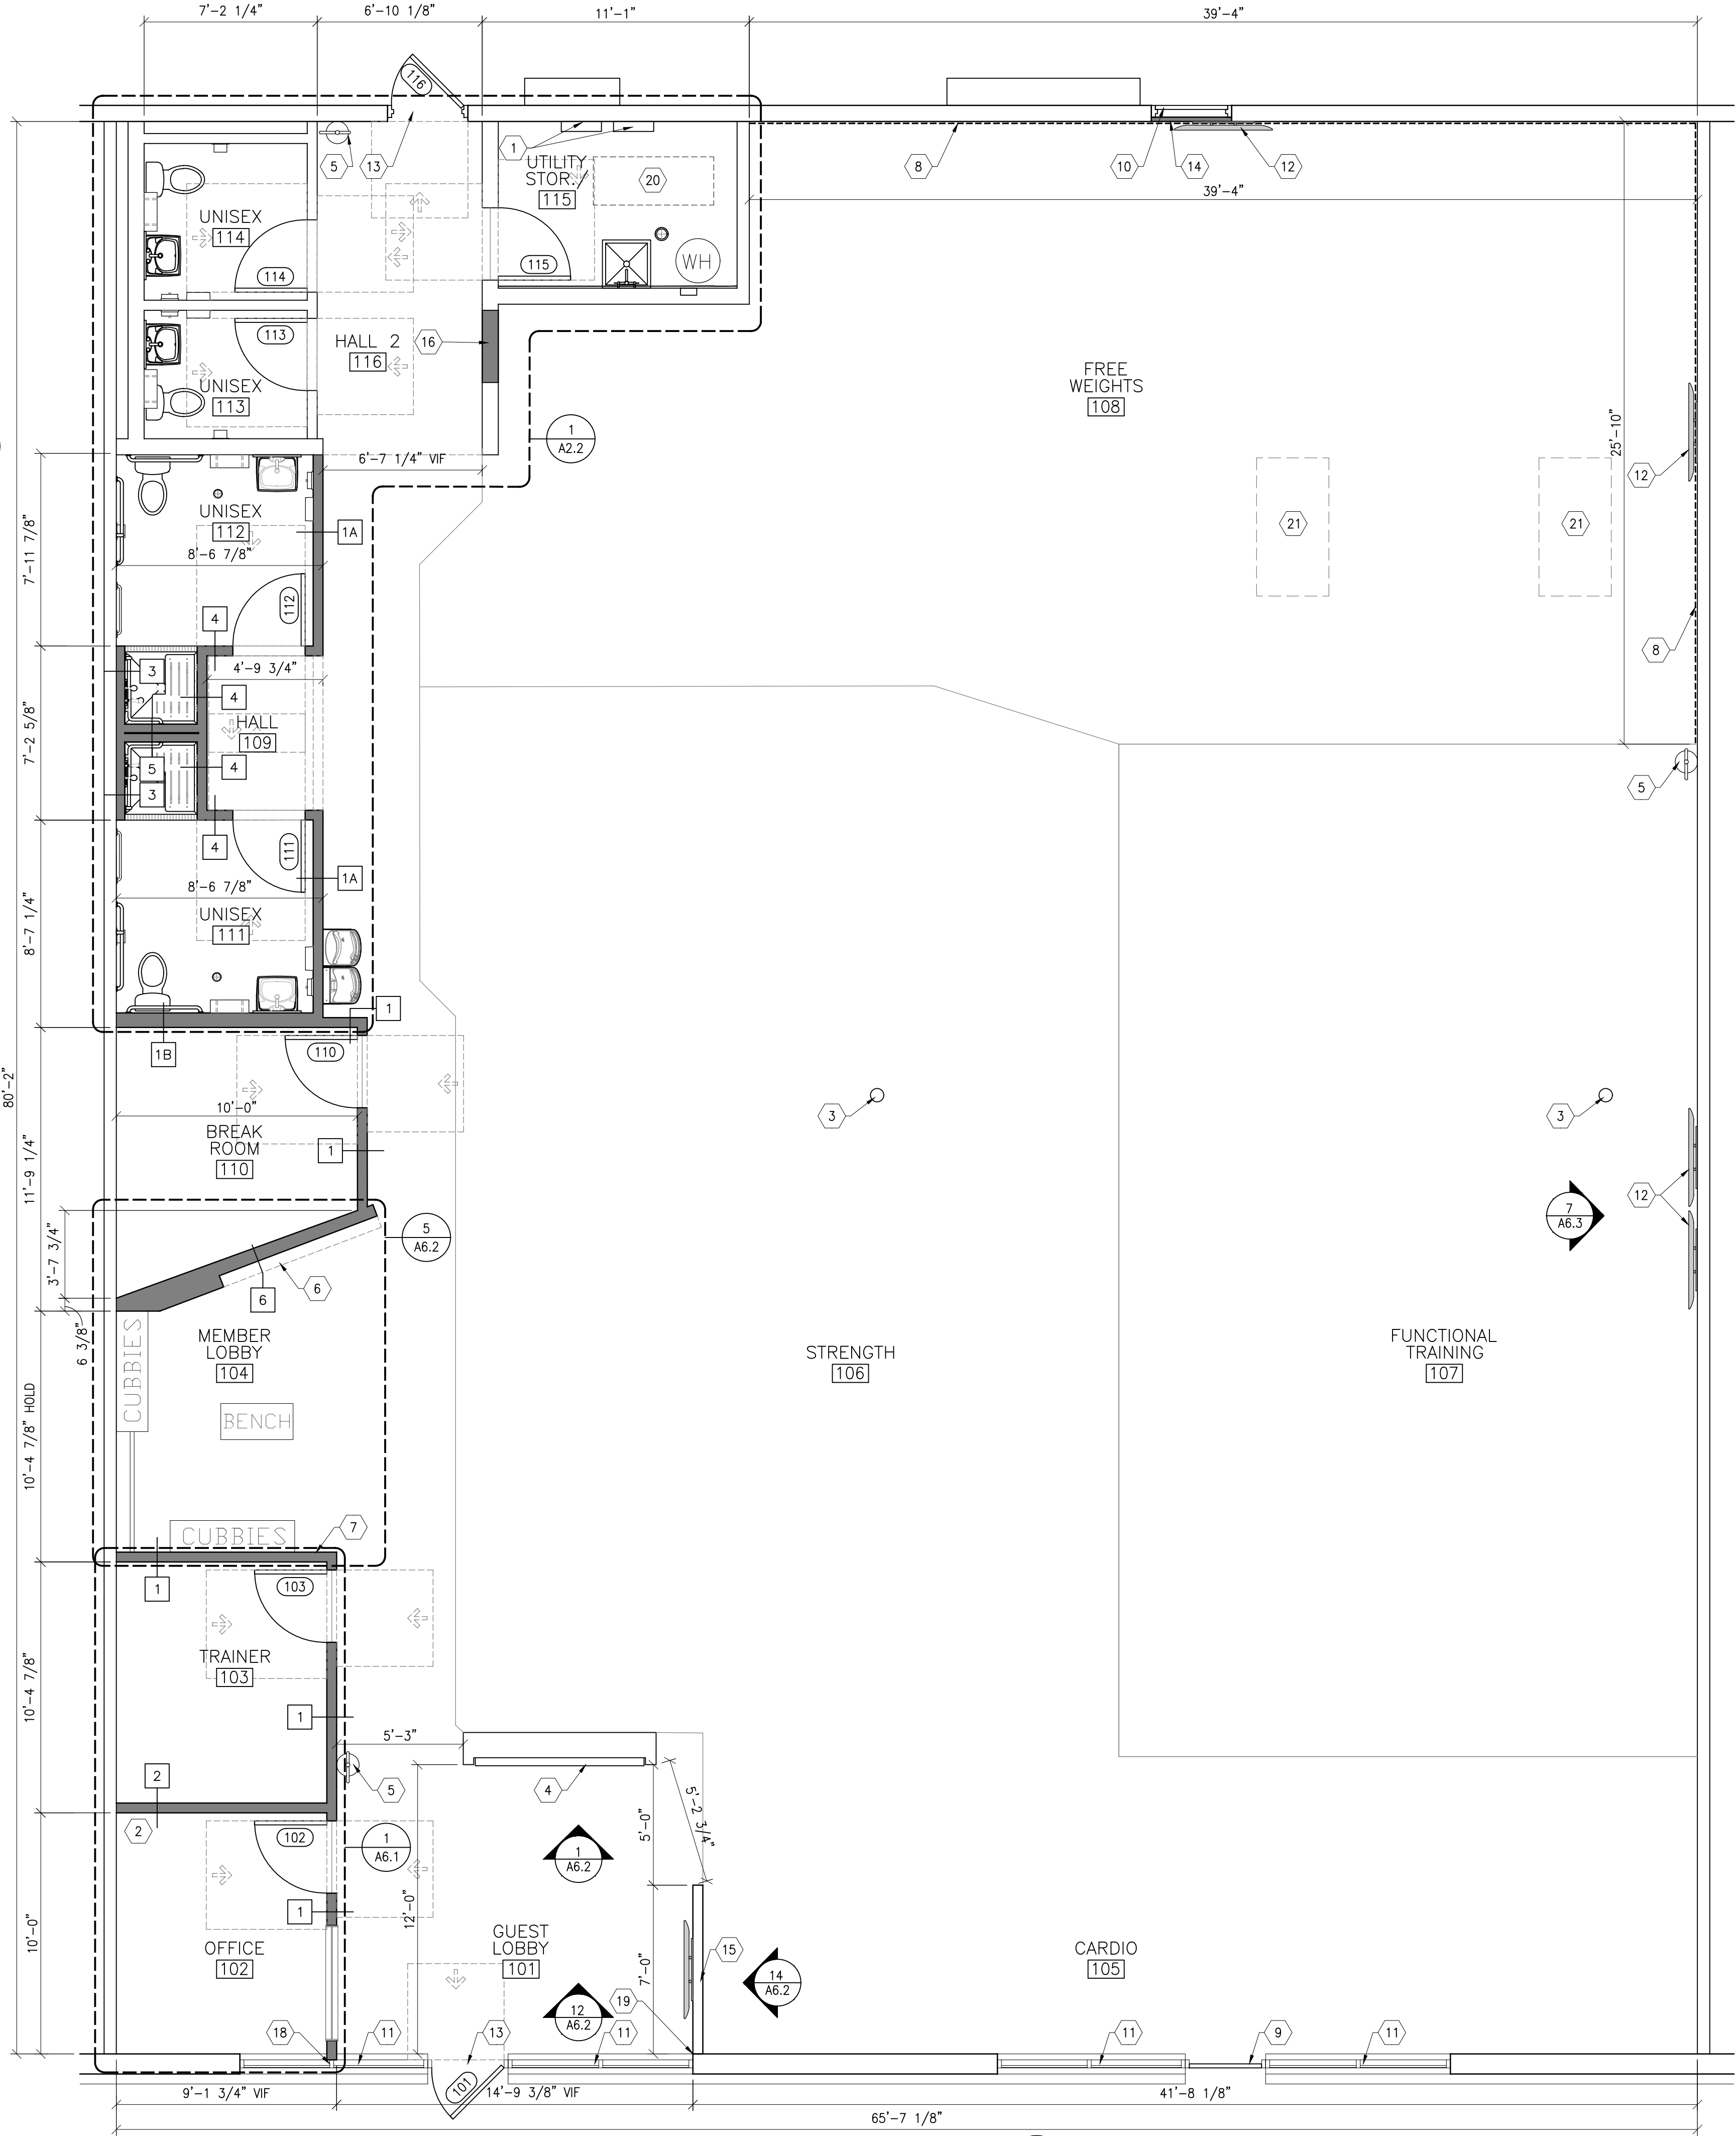 7'-2 1/4"
6'-10 1/8"
11'-1"
39'-4"
116
5
13
1
UTILITY
STOR./
115
20
8
10
14
12
39'-4"
UNISEX
114
114
115
WH
113
HALL 2
116
16
UNISEX
113
FREE
WEIGHTS
108
25'-10"
1
A2.2
6'-7 1/4" VIF
12
7'-11 7/8"
UNISEX
112
1A
21
21
8'-6 7/8"
112
4
8
3
4'-9 3/4"
4
HALL
109
7'-2 5/8"
5
4
3
5
4
111
1A
8'-6 7/8"
8'-7 1/4"
UNISEX
111
1
1B
110
80'-2"
10'-0"
3
3
BREAK
ROOM
110
1
11'-9 1/4"
12
7
A6.3
5
A6.2
3'-7 3/4"
6
6
6 3/8"
CUBBIES
MEMBER
LOBBY
104
STRENGTH
106
FUNCTIONAL
TRAINING
107
10'-4 7/8" HOLD
BENCH
CUBBIES
7
1
103
TRAINER
103
10'-4 7/8"
1
5'-3"
2
5
4
5'-2 3/4"
2
102
1
A6.1
1
A6.2
5'-0"
1
12'-0"
10'-0"
OFFICE
102
GUEST
LOBBY
101
15
CARDIO
105
7'-0"
14
A6.2
12
A6.2
19
18
11
13
11
11
9
11
101
9'-1 3/4" VIF
14'-9 3/8" VIF
41'-8 1/8"
65'-7 1/8"